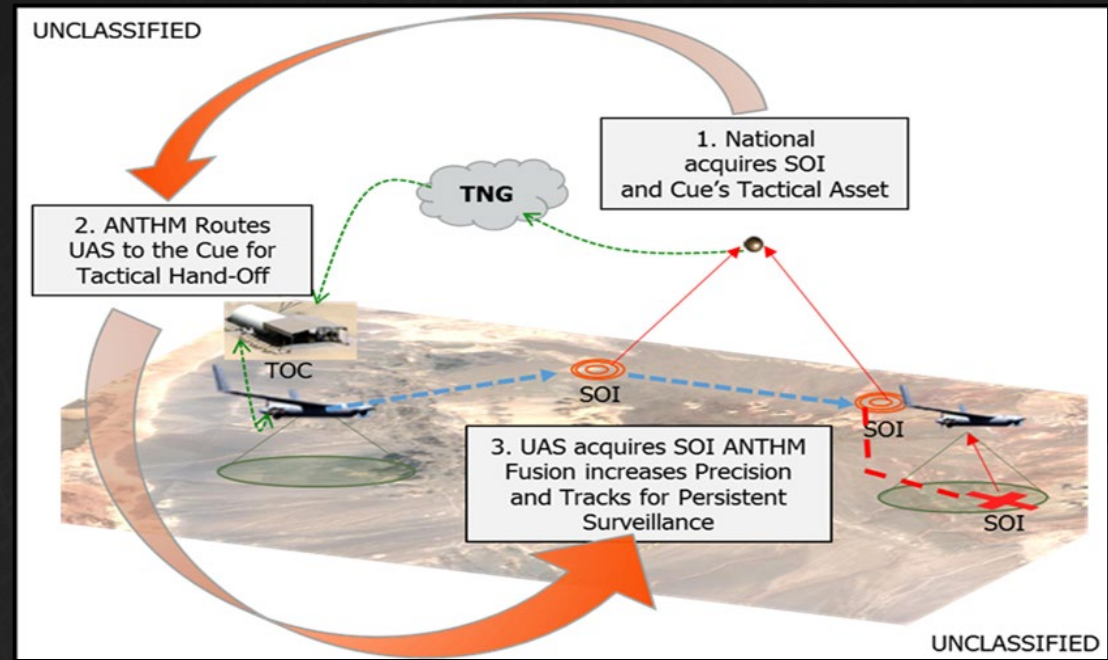 UNCLASSIFIED
1. National
acquires SOI
and Cue's Tactical Asset
TNG
2. ANTHM Routes
UAS to the Cue for
Tactical Hand-Off
TOC
SOI
SOI
3. UAS acquires SOI ANTHM
Fusion increases Precision
and Tracks for Persistent
Surveillance
SOI
UNCLASSIFIED